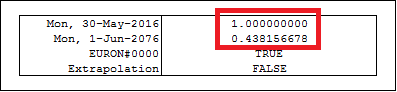 Mon, 30-May-2016 1.000000000
Mon, 1-Jun-2076 0.438156678
EURON#0000 TRUE
Extrapolation FALSE